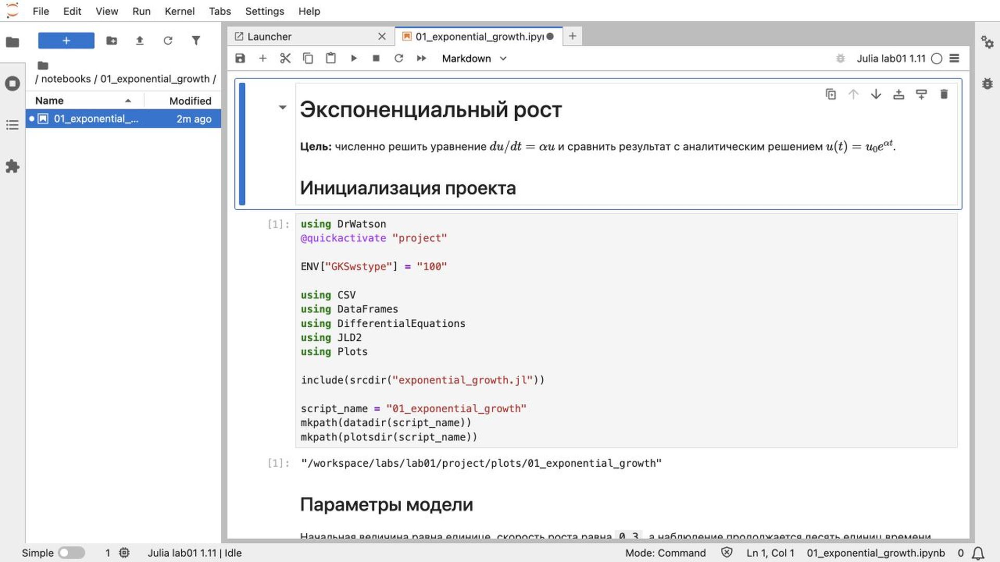 File Edit View Run Kernel Tabs Settings Help
Launcher
01_exponential_growth.ipyn
/ notebooks / 01_exponential_growth /
Name Modified
01_exponential_... 2m ago
Markdown
Julia lab01 1.11
Экспоненциальный рост
Цель: численно решить уравнение du/dt = αu и сравнить результат с аналитическим решением u(t) = u₀e^{αt}.
Инициализация проекта
[1]:
using DrWatson
@quickactivate "project"
ENV["GKSwstype"] = "100"
using CSV
using DataFrames
using DifferentialEquations
using JLD2
using Plots
include(srcdir("exponential_growth.jl"))
script_name = "01_exponential_growth"
mkpath(datadir(script_name))
mkpath(plotsdir(script_name))
[1]: "/workspace/labs/lab01/project/plots/01_exponential_growth"
Параметры модели
Начальная величина равна единице, скорость роста равна 0.3, а наблюдение продолжается десять единиц времени.
Simple 1 Julia lab01 1.11 | Idle Mode: Command Ln 1, Col 1 01_exponential_growth.ipynb 0